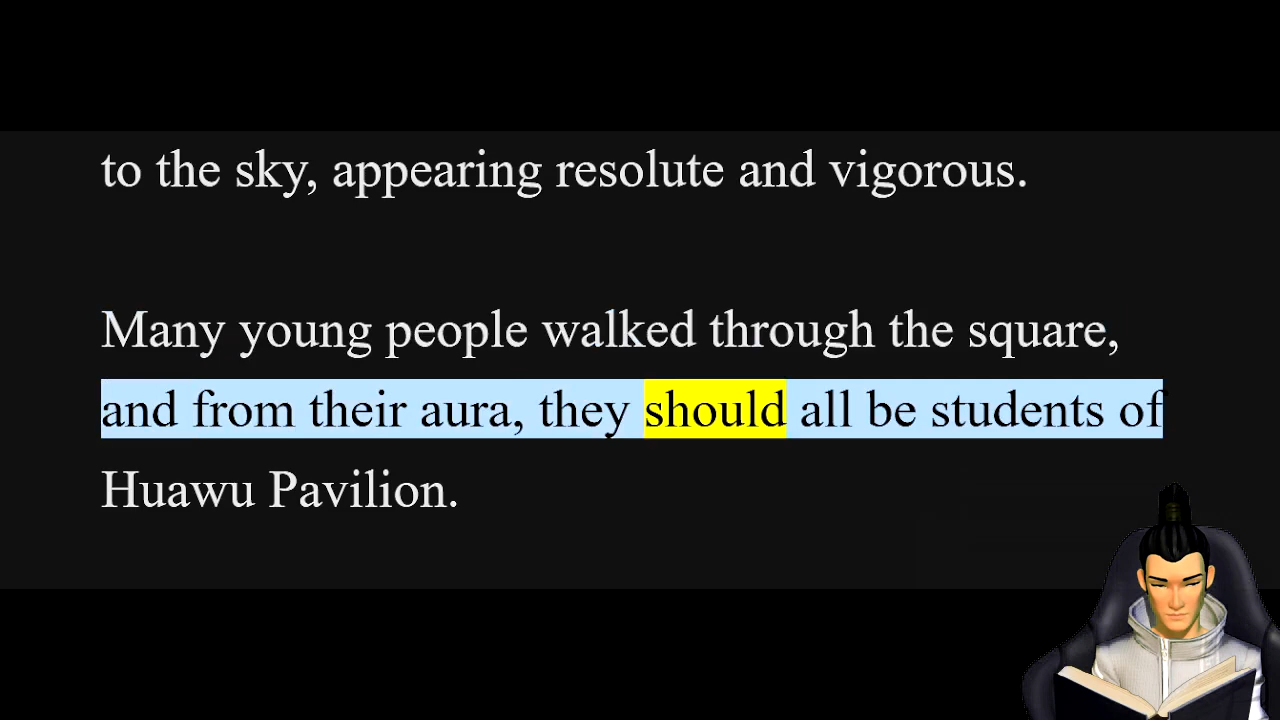 to the sky, appearing resolute and vigorous.
Many young people walked through the square,
and from their aura, they should all be students of
Huawu Pavilion.